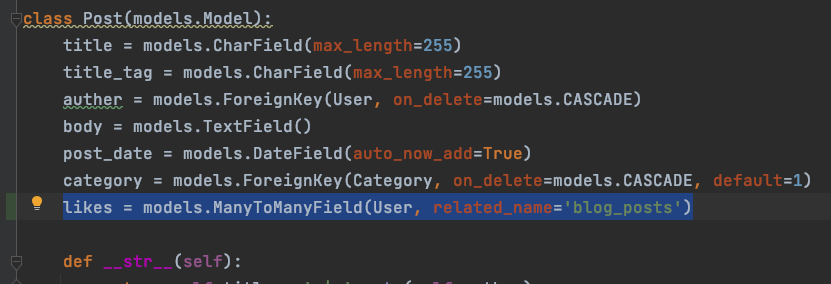 class Post(models.Model):
title = models.CharField(max_length=255)
title_tag = models.CharField(max_length=255)
auther = models.ForeignKey(User, on_delete=models.CASCADE)
body = models.TextField()
post_date = models.DateField(auto_now_add=True)
category = models.ForeignKey(Category, on_delete=models.CASCADE, default=1)
likes = models.ManyToManyField(User, related_name='blog_posts')
def __str__(self):